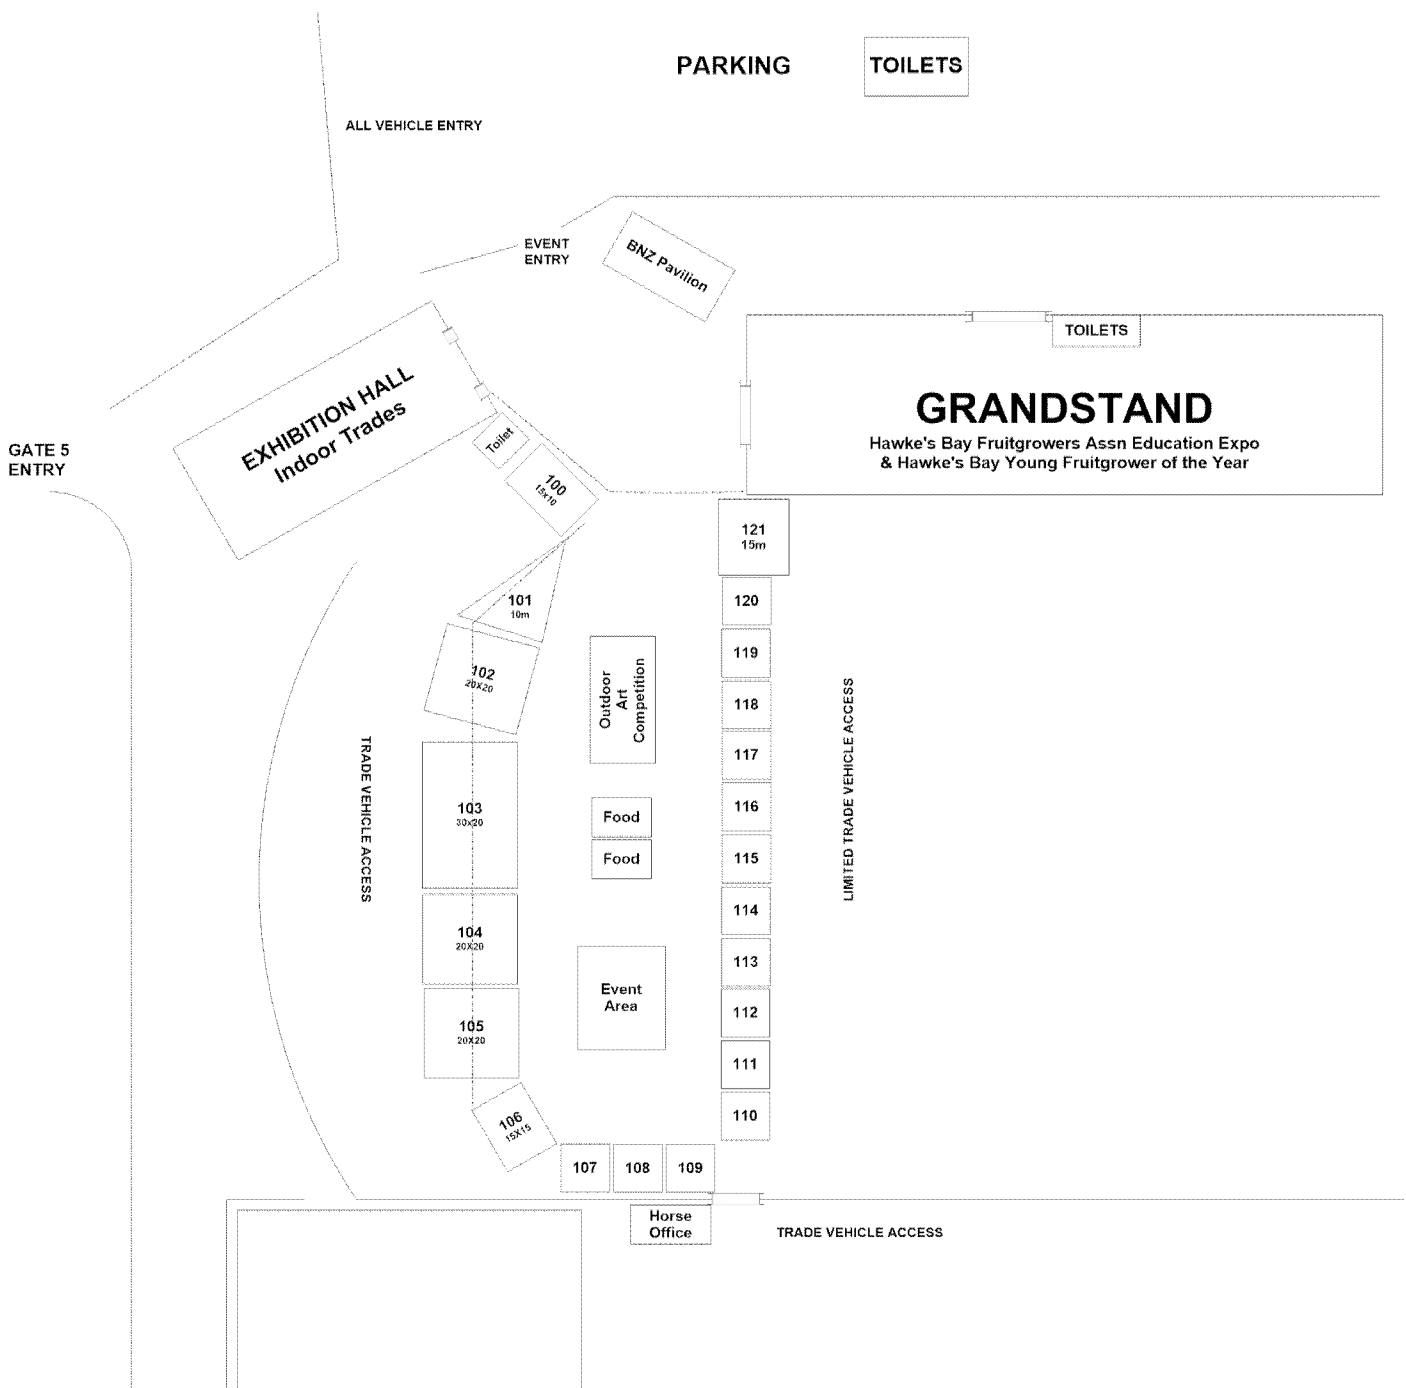 PARKING
TOILETS
ALL VEHICLE ENTRY
EVENT
ENTRY
BNZ Pavilion
TOILETS
EXHIBITION HALL
Indoor Trades
GRANDSTAND
Hawke's Bay Fruitgrowers Assn Education Expo
& Hawke's Bay Young Fruitgrower of the Year
GATE 5
ENTRY
Toilet
100
15x10
121
15m
101
10m
120
119
102
20X20
Outdoor
Art
Competition
118
117
TRADE VEHICLE ACCESS
LIMITED TRADE VEHICLE ACCESS
103
30x20
Food
116
Food
115
104
20X20
114
113
Event
Area
105
20X20
112
111
106
15X15
110
107
108
109
Horse
Office
TRADE VEHICLE ACCESS